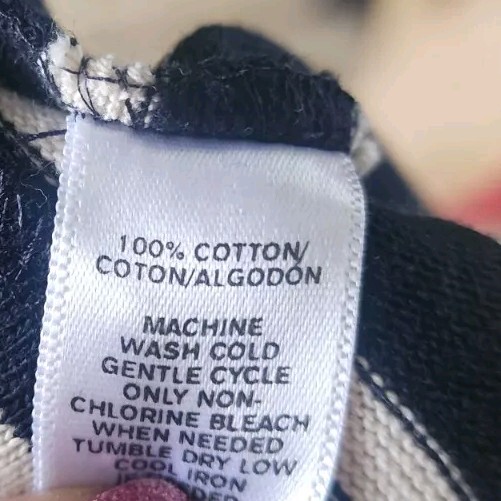 100% COTTON/
COTON/ALGODÓN
MACHINE
WASH COLD
GENTLE CYCLE
ONLY NON-
CHLORINE BLEACH
WHEN NEEDED
TUMBLE DRY LOW
COOL IRON